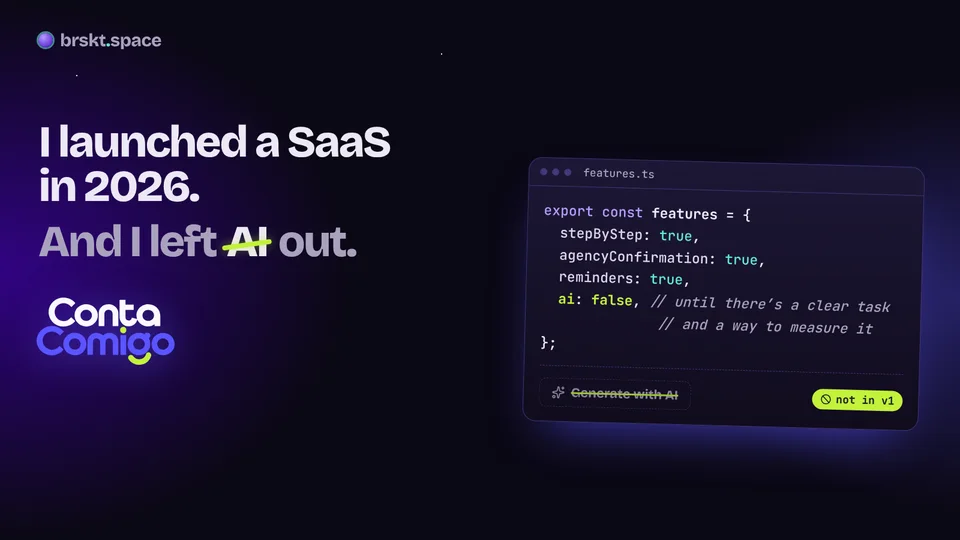 brskt.space
I launched a SaaS
in 2026.
And I left AI out.
Conta
Comigo
features.ts
export const features = {
stepByStep: true,
agencyConfirmation: true,
reminders: true,
ai: false, // until there's a clear task
// and a way to measure it
};
Generate with AI
not in v1